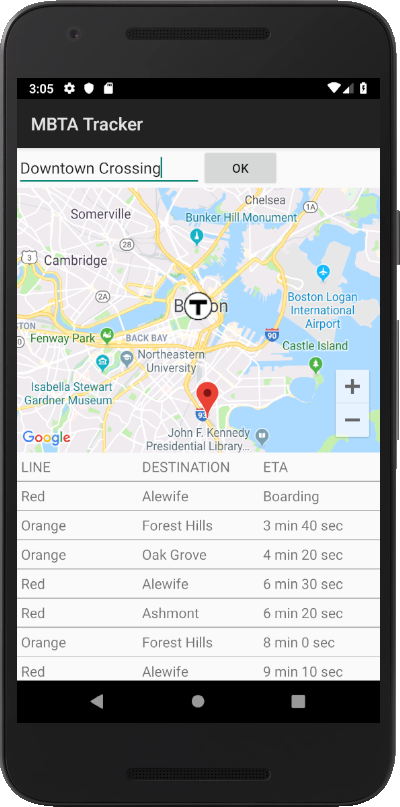 3:05
MBTA Tracker
Downtown Crossing
OK
Chelsea
1A
Somerville
Bunker Hill Monument
28
3
Cambridge
2A
Boston Logan
International
Airport
T
STON
90
Fenway Park
BACK BAY
Castle Island
Northeastern
University
Isabella Stewart
Gardner Museum
+
93
−
Google
John F. Kennedy
Presidential Library...
LINE DESTINATION ETA
Red Alewife Boarding
Orange Forest Hills 3 min 40 sec
Orange Oak Grove 4 min 20 sec
Red Alewife 6 min 30 sec
Red Ashmont 6 min 20 sec
Orange Forest Hills 8 min 0 sec
Red Alewife 9 min 10 sec